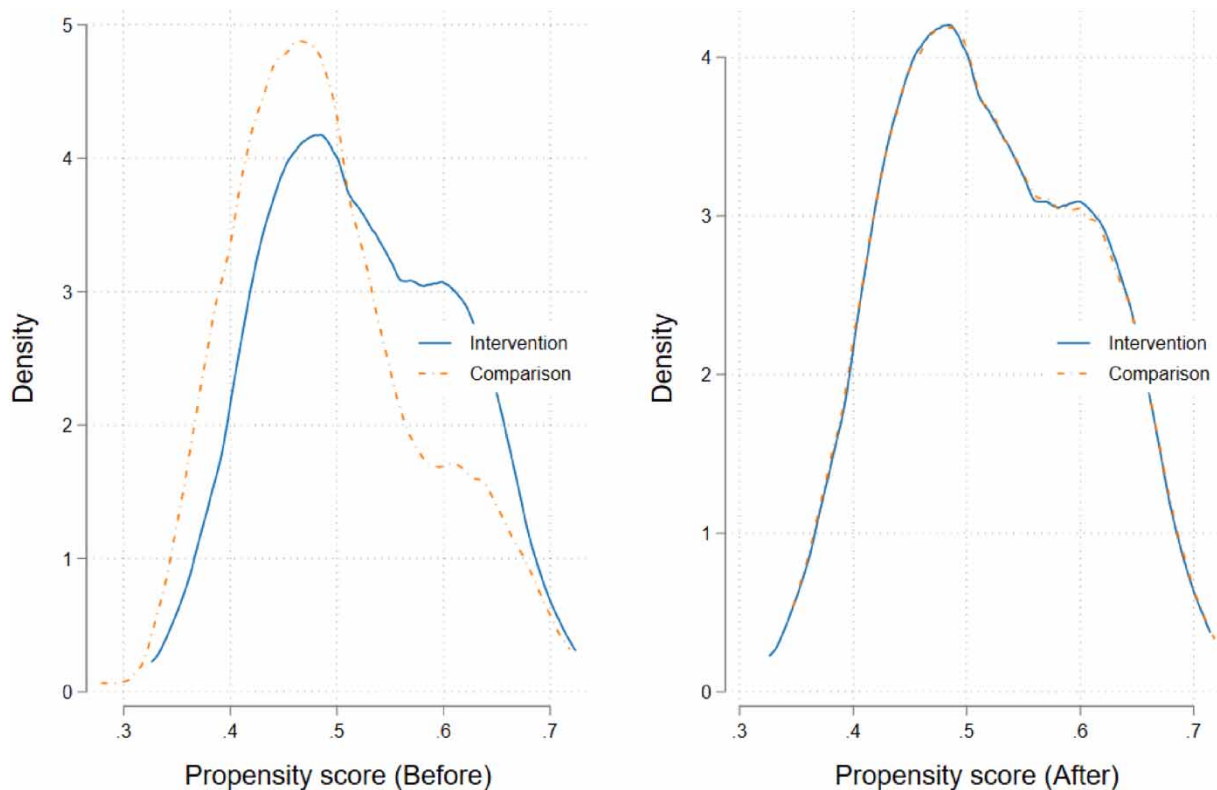 5
4
3
2
1
0
Density
Intervention
Comparison
.3 .4 .5 .6 .7
Propensity score (Before)
4
3
2
1
0
Density
Intervention
Comparison
.3 .4 .5 .6 .7
Propensity score (After)